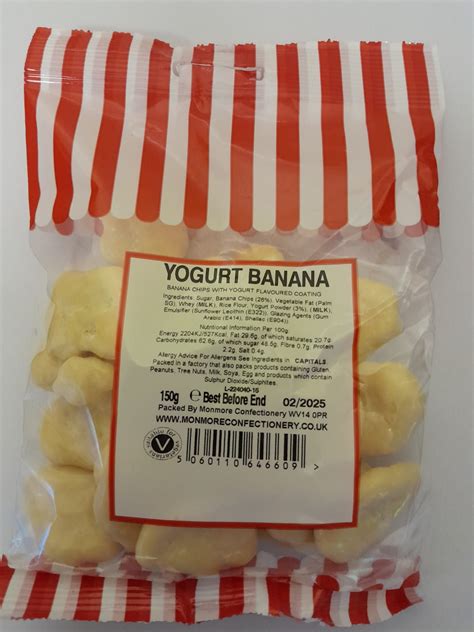 YOGURT BANANA
BANANA CHIPS WITH YOGURT FLAVOURED COATING
Ingredients: Sugar, Banana Chips (26%), Vegetable Fat (Palm
SG), Whey (MILK), Rice Flour, Yogurt Powder (3%), (MILK),
Emulsifier (Sunflower Lecithin (E322)), Glazing Agents (Gum
Arabic (E414), Shellac (E904))
Nutritional Information Per 100g
Energy 2204KJ/527Kcal, Fat 29.6g, of which saturates 20.7g
Carbohydrates 62.6g, of which sugar 48.5g, Fibre 0.7g, Protein
2.2g, Salt 0.4g
Allergy Advice For Allergens See Ingredients in CAPITALS.
Packed in a factory that also packs products containing Gluten
Peanuts, Tree Nuts, Milk, Soya, Egg and products which contain
Sulphur Dioxide/Sulphites.
L-224040-16
150g ℮ Best Before End 02/2025
Packed By Monmore Confectionery WV14 0PR
WWW.MONMORECONFECTIONERY.CO.UK
suitable for vegetarians
V
5 060110 646609 >